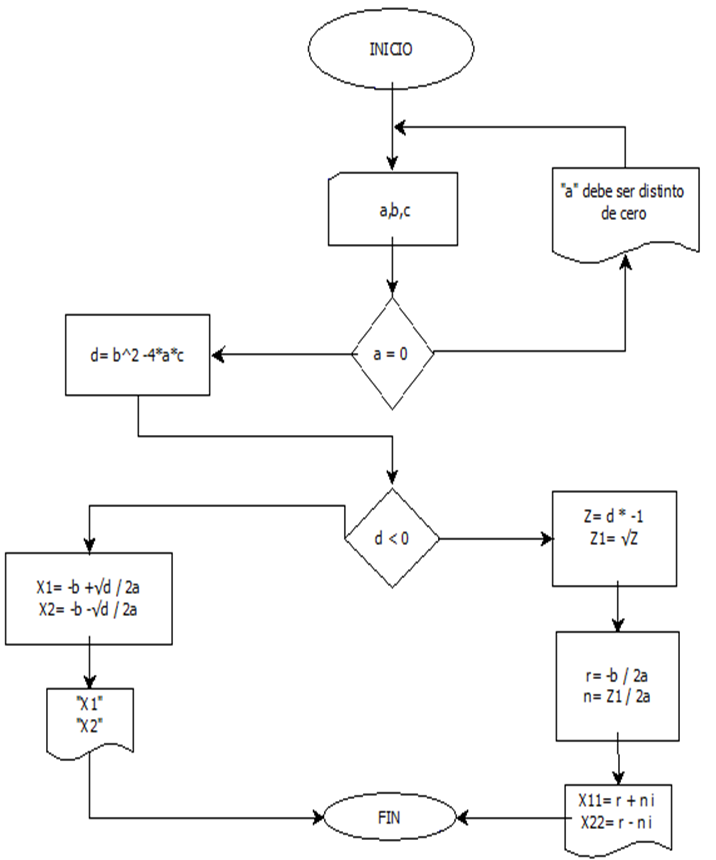 INICIO
a,b,c
"a" debe ser distinto
de cero
a = 0
d= b^2 -4*a*c
d < 0
Z= d * -1
Z1= √Z
X1= -b +√d / 2a
X2= -b -√d / 2a
r= -b / 2a
n= Z1 / 2a
"X1"
"X2"
X11= r + n i
X22= r - n i
FIN